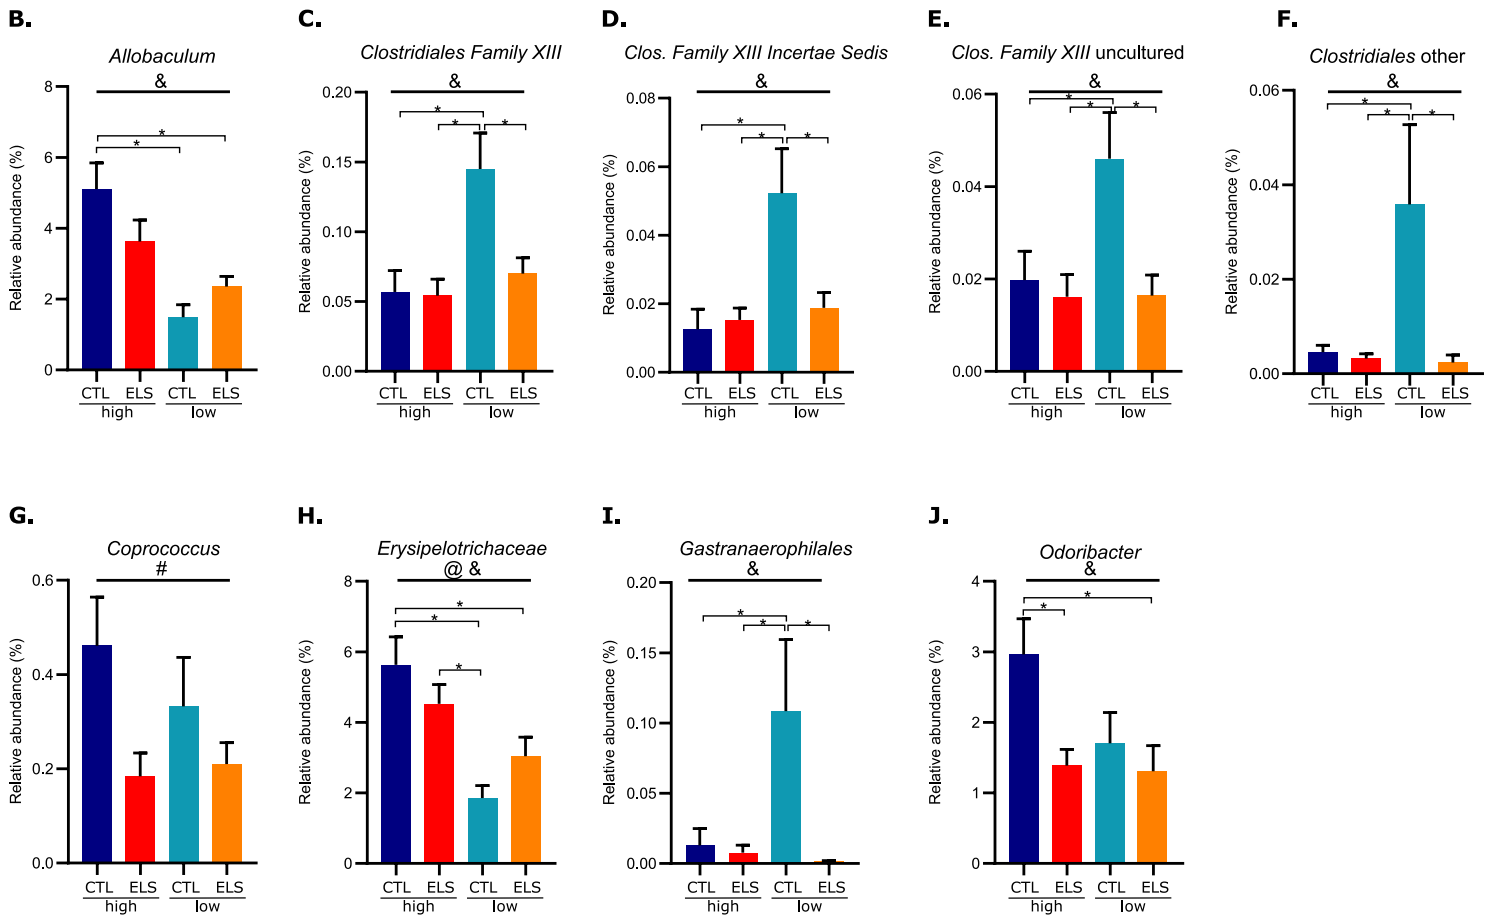 B.
Allobaculum
&
Relative abundance (%)
8
6
4
2
0
*
*
CTL ELS CTL ELS
high low
C.
Clostridiales Family XIII
&
Relative abundance (%)
0.20
0.15
0.10
0.05
0.00
*
* *
CTL ELS CTL ELS
high low
D.
Clos. Family XIII Incertae Sedis
&
Relative abundance (%)
0.08
0.06
0.04
0.02
0.00
*
* *
CTL ELS CTL ELS
high low
E.
Clos. Family XIII uncultured
&
Relative abundance (%)
0.06
0.04
0.02
0.00
*
* *
CTL ELS CTL ELS
high low
F.
Clostridiales other
&
Relative abundance (%)
0.06
0.04
0.02
0.00
*
* *
CTL ELS CTL ELS
high low
G.
Coprococcus
#
Relative abundance (%)
0.6
0.4
0.2
0.0
CTL ELS CTL ELS
high low
H.
Erysipelotrichaceae
@ &
Relative abundance (%)
8
6
4
2
0
*
*
*
CTL ELS CTL ELS
high low
I.
Gastranaerophilales
&
Relative abundance (%)
0.20
0.15
0.10
0.05
0.00
*
* *
CTL ELS CTL ELS
high low
J.
Odoribacter
&
Relative abundance (%)
4
3
2
1
0
*
*
CTL ELS CTL ELS
high low